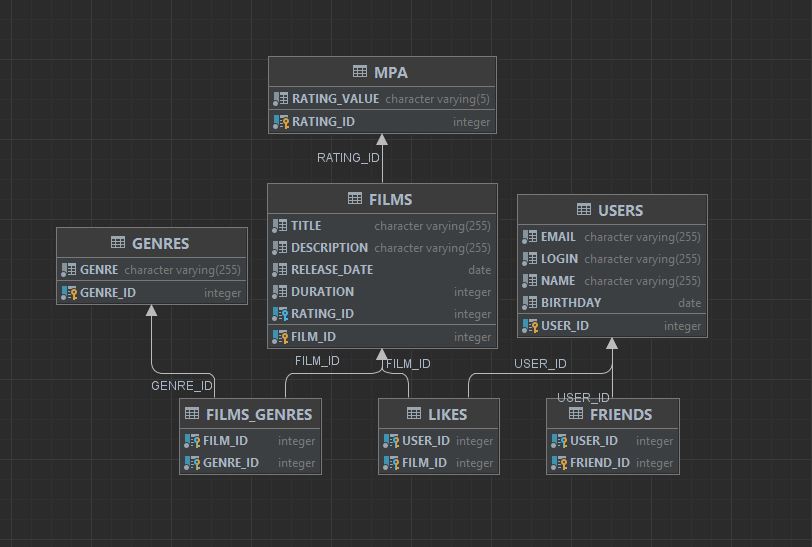 MPA
RATING_VALUE character varying(5)
RATING_ID integer
RATING_ID
FILMS
TITLE character varying(255)
DESCRIPTION character varying(255)
RELEASE_DATE date
DURATION integer
RATING_ID integer
FILM_ID integer
USERS
EMAIL character varying(255)
LOGIN character varying(255)
NAME character varying(255)
BIRTHDAY date
USER_ID integer
GENRES
GENRE character varying(255)
GENRE_ID integer
FILM_ID
FILM_ID
USER_ID
GENRE_ID
USER_ID
FILMS_GENRES
FILM_ID integer
GENRE_ID integer
LIKES
USER_ID integer
FILM_ID integer
FRIENDS
USER_ID integer
FRIEND_ID integer